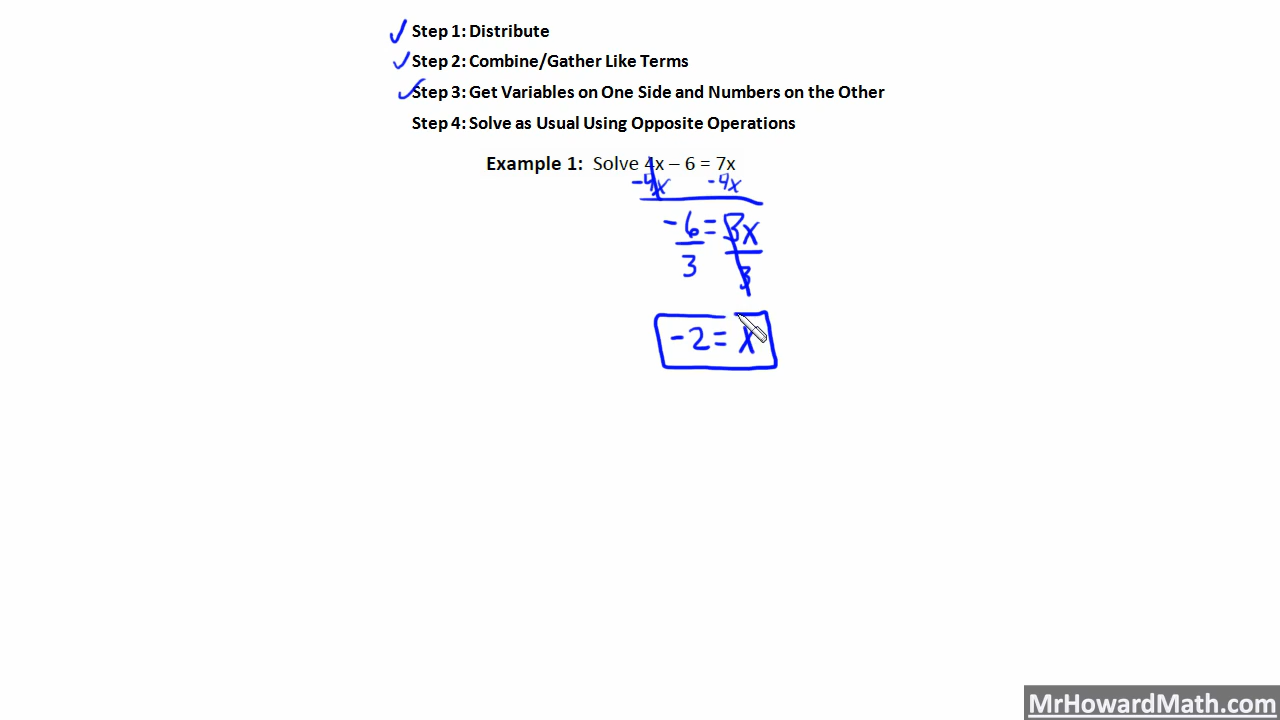 Step 1: Distribute
Step 2: Combine/Gather Like Terms
Step 3: Get Variables on One Side and Numbers on the Other
Step 4: Solve as Usual Using Opposite Operations
Example 1: Solve 4x – 6 = 7x
-4x -4x
-6 = 3x
3 3
-2 = x
MrHowardMath.com